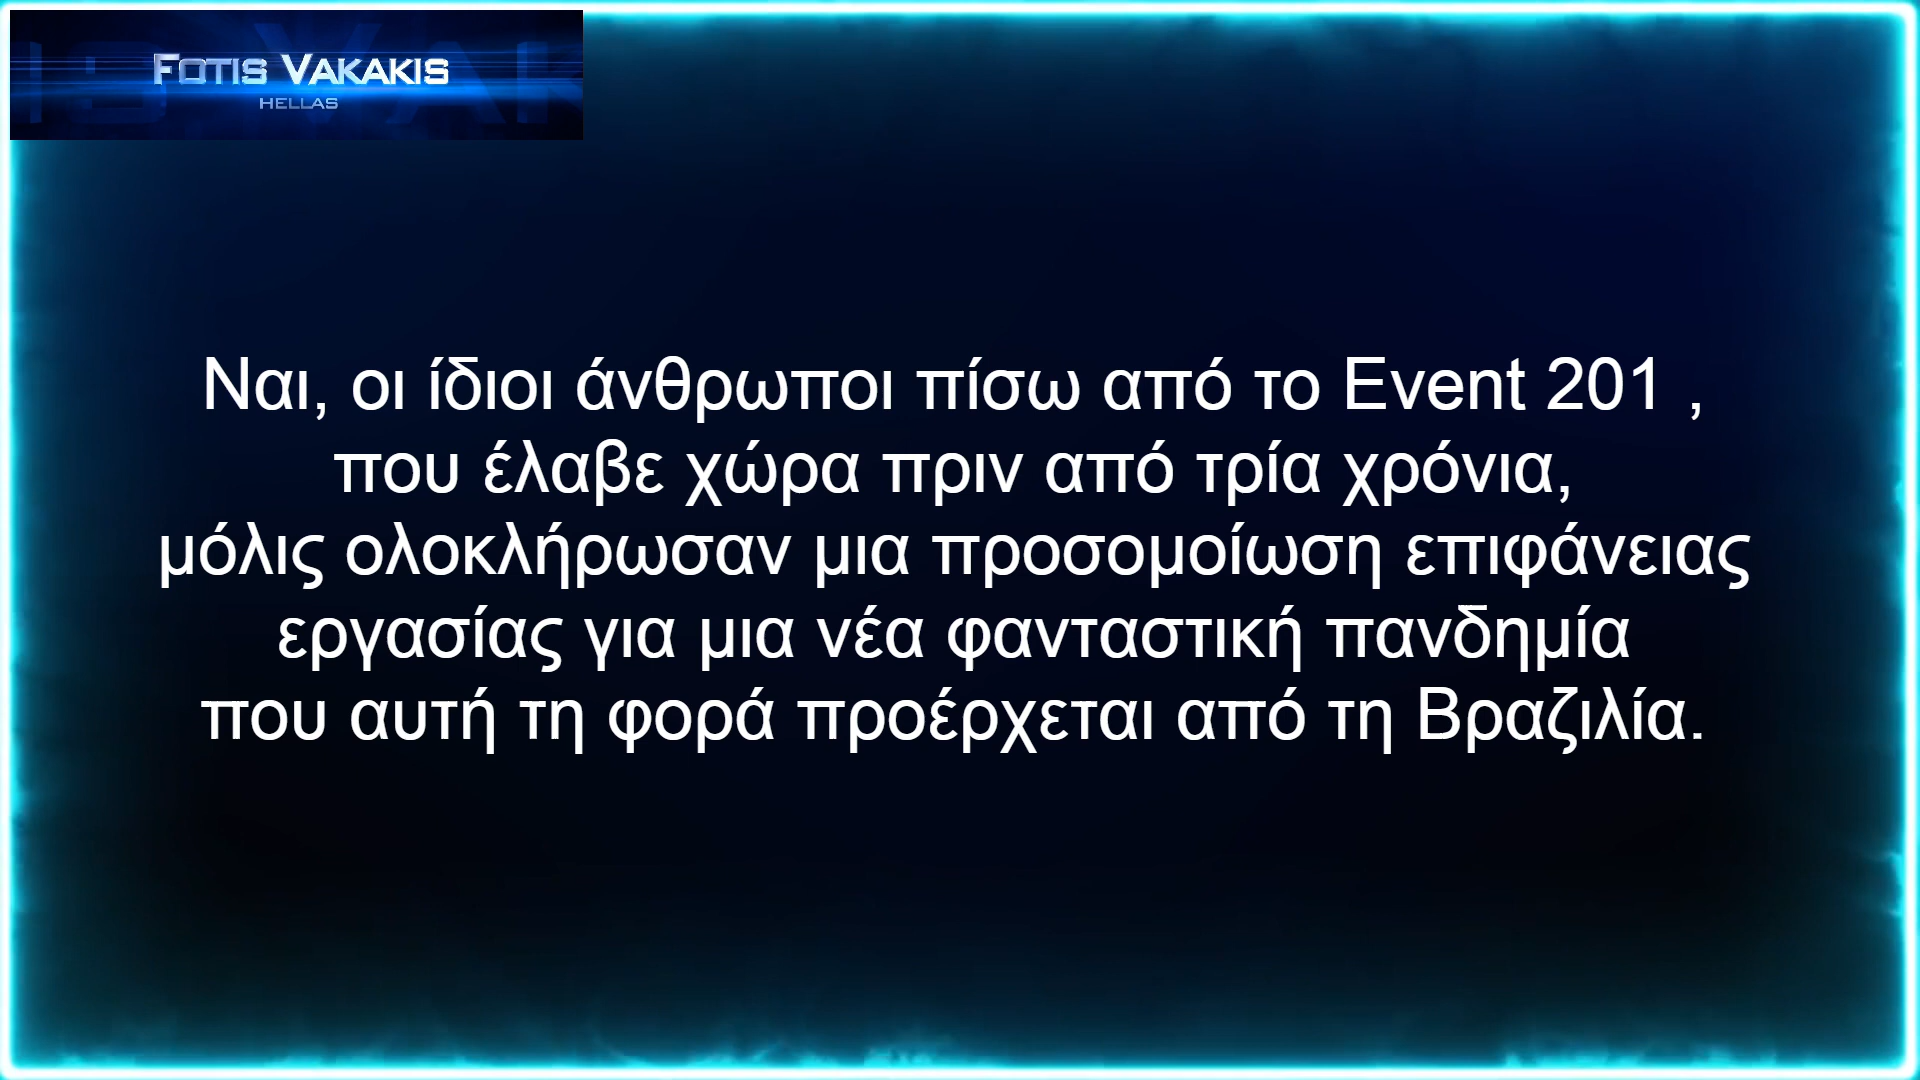 FOTIS VAKAKIS
HELLAS
Ναι, οι ίδιοι άνθρωποι πίσω από το Event 201 ,
που έλαβε χώρα πριν από τρία χρόνια,
μόλις ολοκλήρωσαν μια προσομοίωση επιφάνειας
εργασίας για μια νέα φανταστική πανδημία
που αυτή τη φορά προέρχεται από τη Βραζιλία.